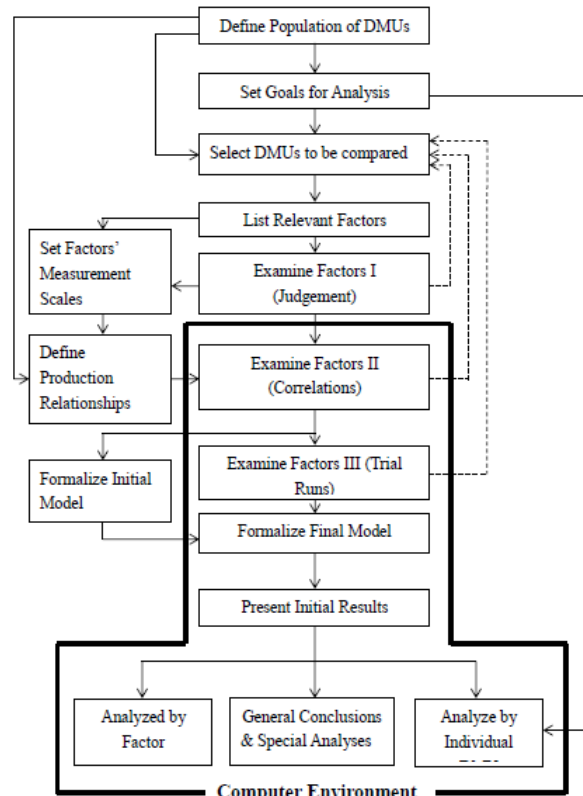 Define Population of DMUs
Set Goals for Analysis
Select DMUs to be compared
List Relevant Factors
Set Factors'
Measurement
Scales
Examine Factors I
(Judgement)
Define
Production
Relationships
Examine Factors II
(Correlations)
Formalize Initial
Model
Examine Factors III (Trial
Runs)
Formalize Final Model
Present Initial Results
Analyzed by
Factor
General Conclusions
& Special Analyses
Analyze by
Individual
Computer Environment